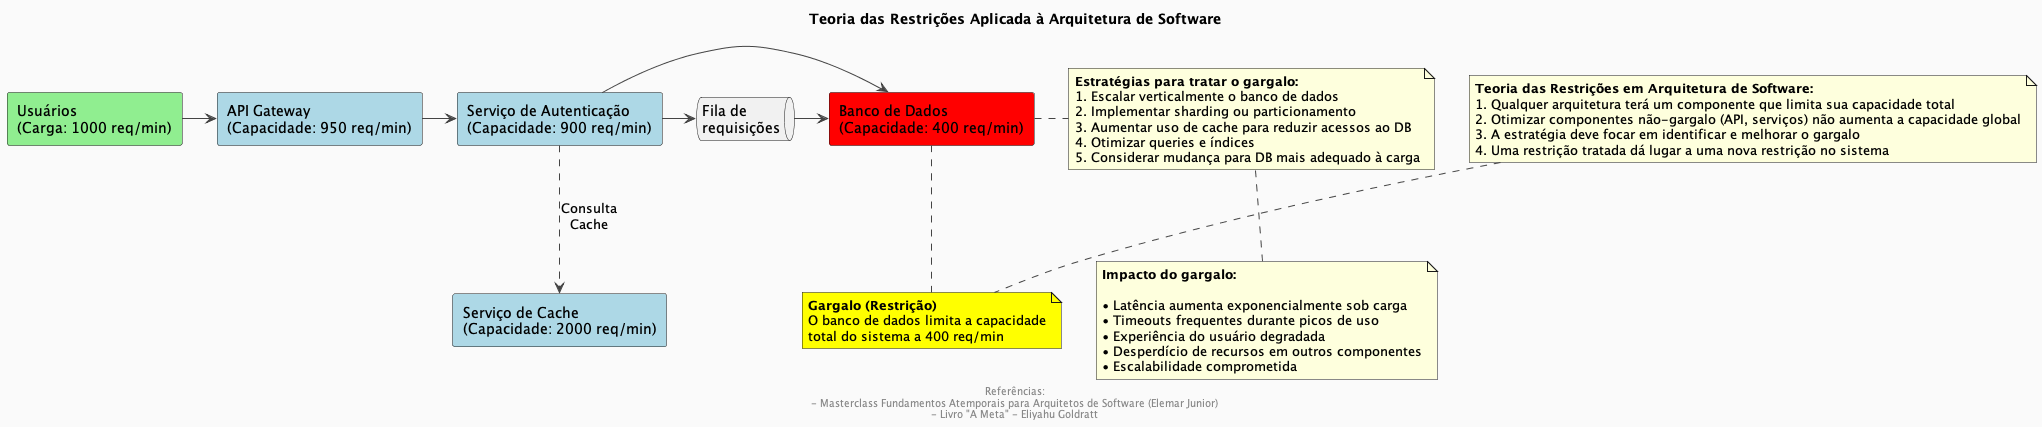 Teoria das Restrições Aplicada à Arquitetura de Software
Usuários
(Carga: 1000 req/min)
API Gateway
(Capacidade: 950 req/min)
Serviço de Autenticação
(Capacidade: 900 req/min)
Fila de
requisições
Banco de Dados
(Capacidade: 400 req/min)
Estratégias para tratar o gargalo:
1. Escalar verticalmente o banco de dados
2. Implementar sharding ou particionamento
3. Aumentar uso de cache para reduzir acessos ao DB
4. Otimizar queries e índices
5. Considerar mudança para DB mais adequado à carga
Teoria das Restrições em Arquitetura de Software:
1. Qualquer arquitetura terá um componente que limita sua capacidade total
2. Otimizar componentes não-gargalo (API, serviços) não aumenta a capacidade global
3. A estratégia deve focar em identificar e melhorar o gargalo
4. Uma restrição tratada dá lugar a uma nova restrição no sistema
Consulta
Cache
Serviço de Cache
(Capacidade: 2000 req/min)
Gargalo (Restrição)
O banco de dados limita a capacidade
total do sistema a 400 req/min
Impacto do gargalo:
• Latência aumenta exponencialmente sob carga
• Timeouts frequentes durante picos de uso
• Experiência do usuário degradada
• Desperdício de recursos em outros componentes
• Escalabilidade comprometida
Referências:
- Masterclass Fundamentos Atemporais para Arquitetos de Software (Elemar Junior)
- Livro "A Meta" - Eliyahu Goldratt